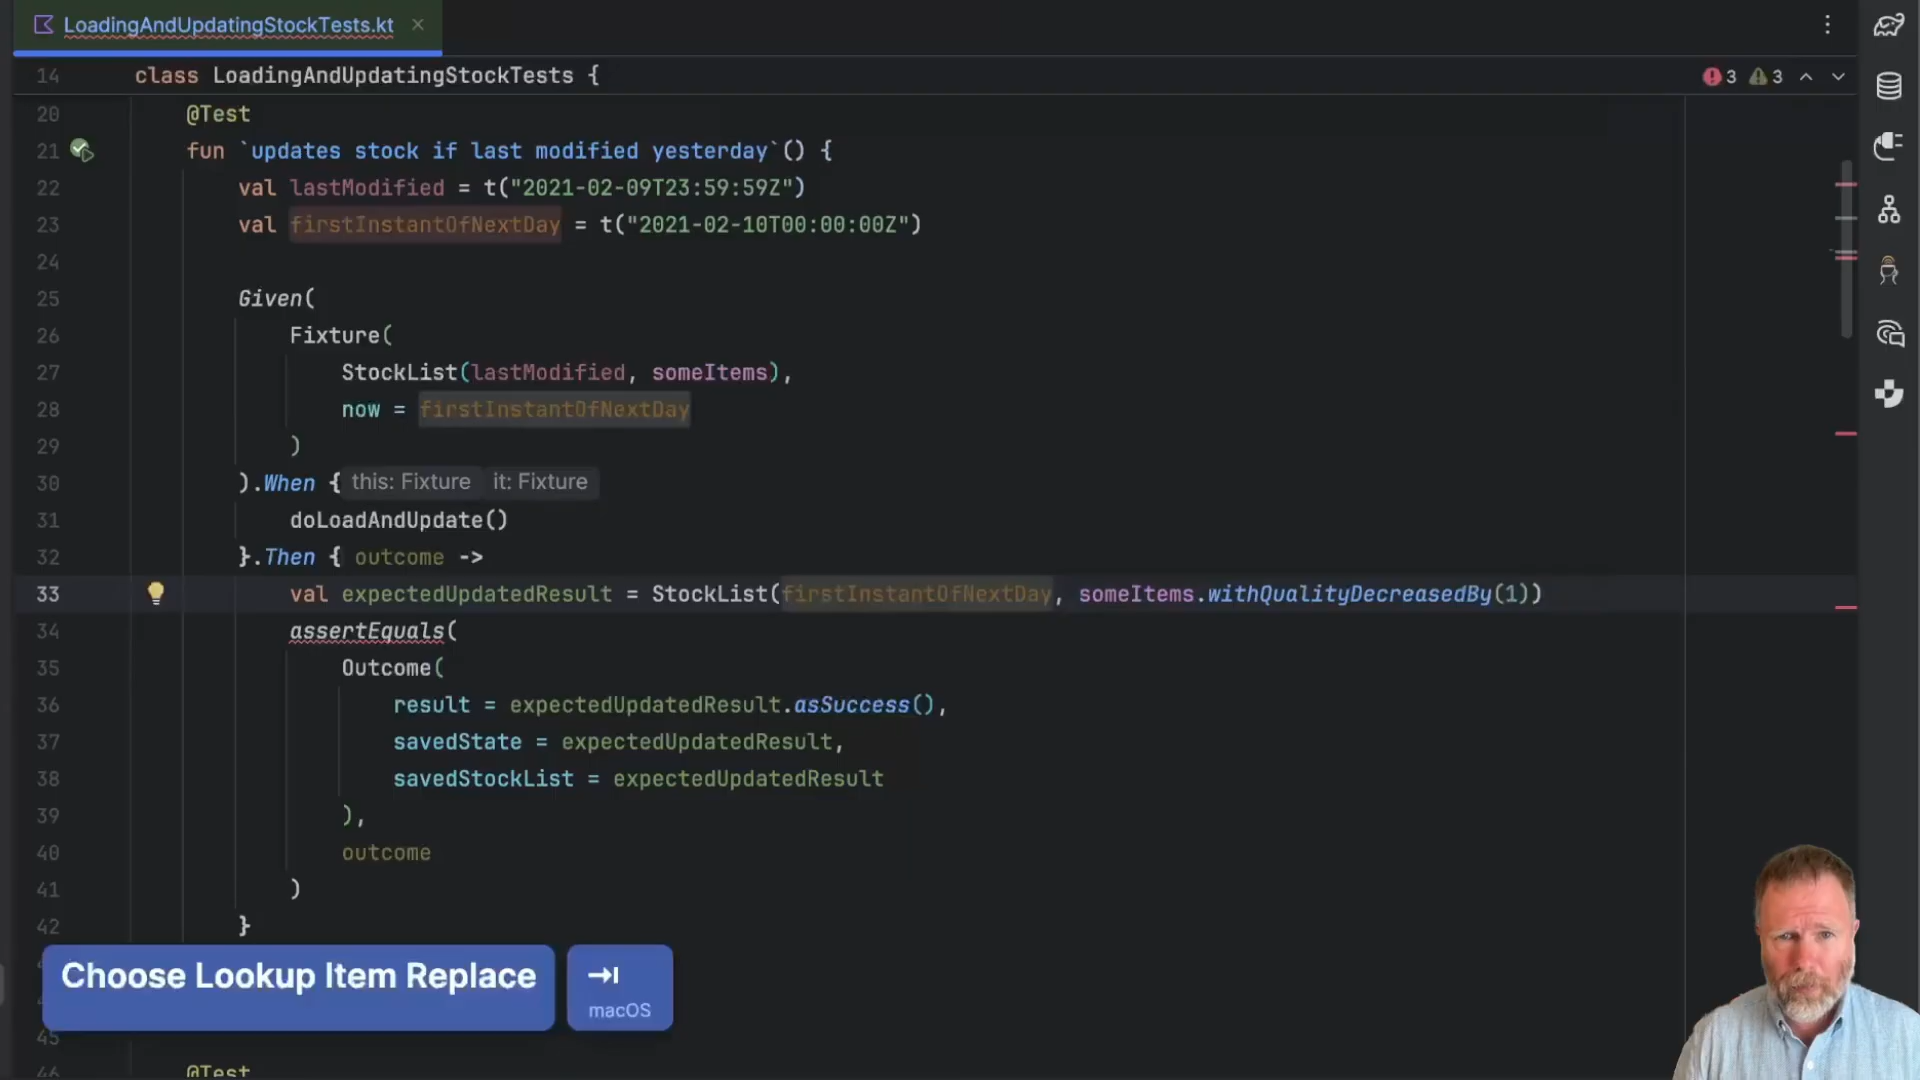 LoadingAndUpdatingStockTests.kt
14 class LoadingAndUpdatingStockTests {
3 3
20 @Test
21 fun `updates stock if last modified yesterday`() {
22 val lastModified = t("2021-02-09T23:59:59Z")
23 val firstInstantOfNextDay = t("2021-02-10T00:00:00Z")
24
25 Given(
26 Fixture(
27 StockList(lastModified, someItems),
28 now = firstInstantOfNextDay
29 )
30 ).When { this: Fixture it: Fixture
31 doLoadAndUpdate()
32 }.Then { outcome ->
33 val expectedUpdatedResult = StockList(firstInstantOfNextDay, someItems.withQualityDecreasedBy(1))
34 assertEquals(
35 Outcome(
36 result = expectedUpdatedResult.asSuccess(),
37 savedState = expectedUpdatedResult,
38 savedStockList = expectedUpdatedResult
39 ),
40 outcome
41 )
42 }
Choose Lookup Item Replace
macOS
45
46 @Test